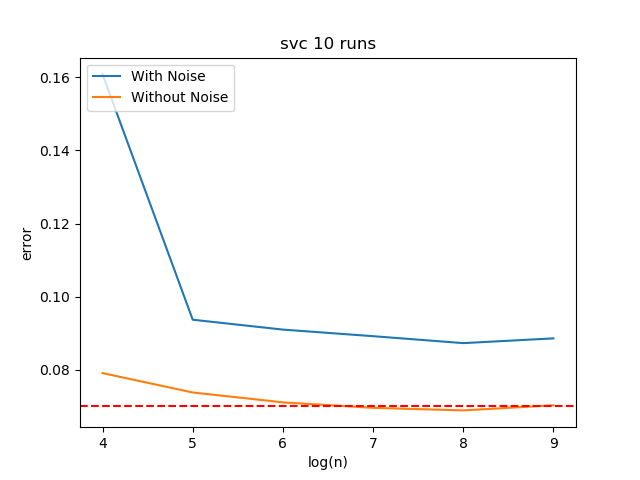 svc 10 runs
With Noise
Without Noise
error
0.16
0.14
0.12
0.10
0.08
4 5 6 7 8 9
log(n)